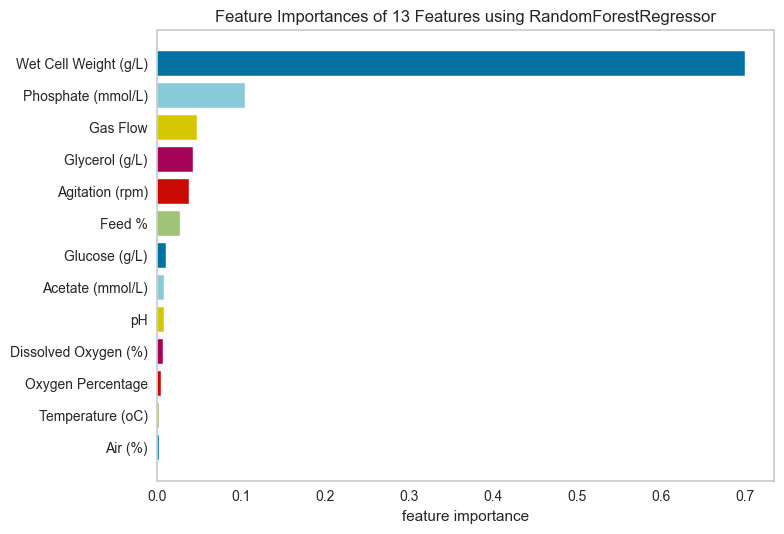 Feature Importances of 13 Features using RandomForestRegressor
Wet Cell Weight (g/L)
Phosphate (mmol/L)
Gas Flow
Glycerol (g/L)
Agitation (rpm)
Feed %
Glucose (g/L)
Acetate (mmol/L)
pH
Dissolved Oxygen (%)
Oxygen Percentage
Temperature (oC)
Air (%)
0.0 0.1 0.2 0.3 0.4 0.5 0.6 0.7
feature importance